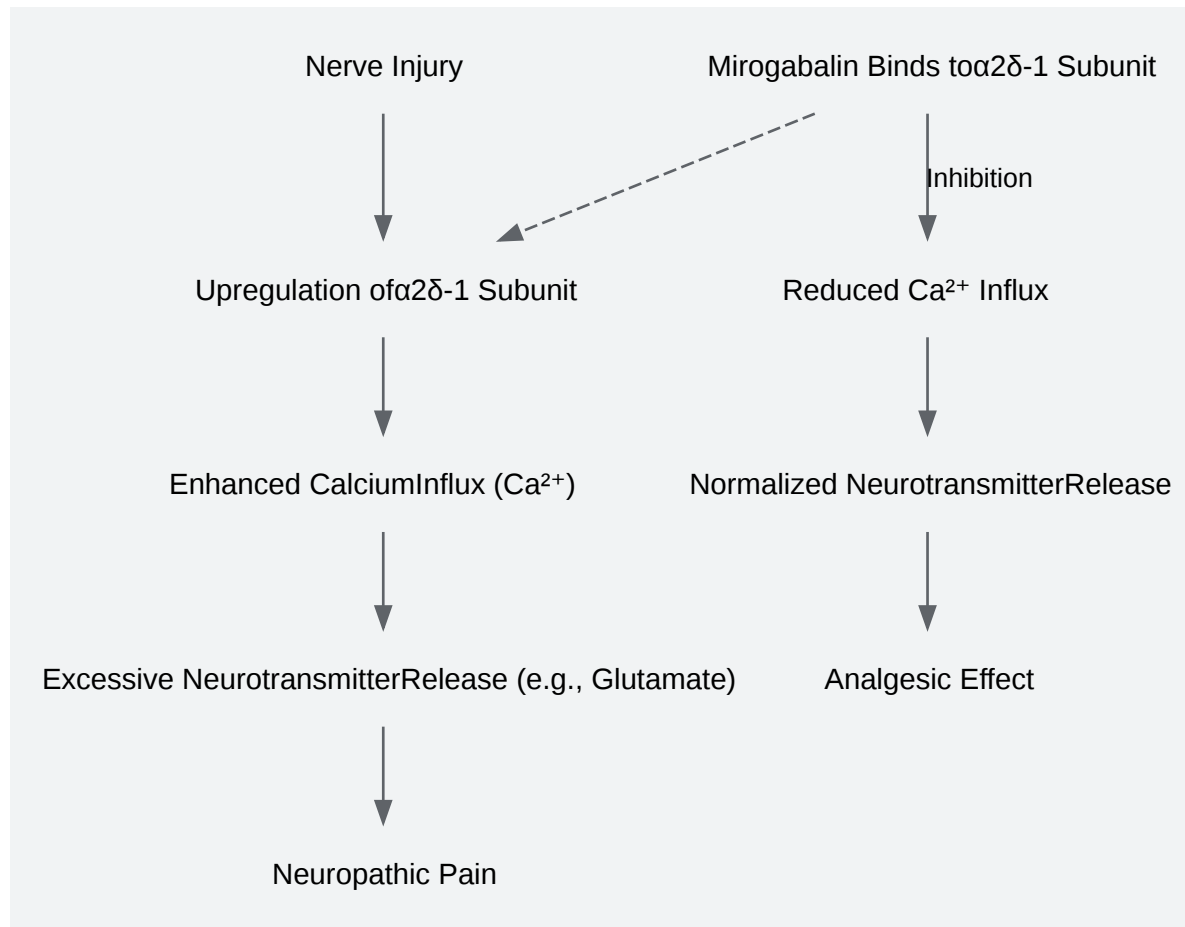 Nerve Injury
Mirogabalin Binds toα2δ-1 Subunit
Inhibition
Upregulation ofα2δ-1 Subunit
Reduced Ca²⁺ Influx
Enhanced CalciumInflux (Ca²⁺)
Normalized NeurotransmitterRelease
Excessive NeurotransmitterRelease (e.g., Glutamate)
Analgesic Effect
Neuropathic Pain